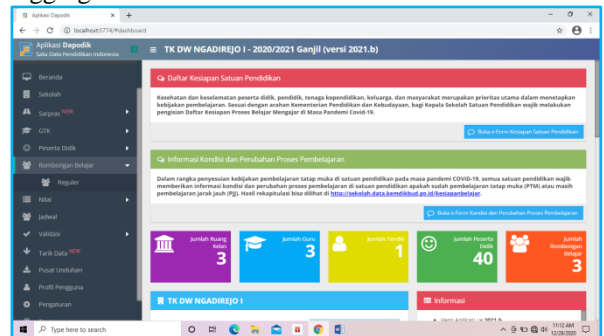 Aplikasi Dapodik
localhost:5774/#dashboard
Aplikasi Dapodik
Satu Data Pendidikan Indonesia
TK DW NGADIREJO I - 2020/2021 Ganjil (versi 2021.b)
Beranda
Sekolah
Sarpras NEW
GTK
Peserta Didik
Rombongan Belajar
Reguler
Nilai
Jadwal
Validasi
Tarik Data NEW
Pusat Unduhan
Profil Pengguna
Pengaturan
Daftar Kesiapan Satuan Pendidikan
Kesehatan dan keselamatan peserta didik, pendidik, tenaga kependidikan, keluarga, dan masyarakat merupakan prioritas utama dalam menetapkan
kebijakan pembelajaran. Sesuai dengan arahan Kementerian Pendidikan dan Kebudayaan, bagi Kepala Sekolah Satuan Pendidikan wajib melakukan
pengisian Daftar Kesiapan Proses Belajar Mengajar di Masa Pandemi Covid-19.
Buka e-Form Kesiapan Satuan Pendidikan
Informasi Kondisi dan Perubahan Proses Pembelajaran
Dalam rangka penyesuian kebijakan pembelajaran tatap muka di satuan pendidikan pada masa pandemi COVID-19, semua satuan pendidikan wajib
memberikan informasi kondisi dan perubahan proses pembelajaran di satuan pendidikan apakah sudah pembelajaran tatap muka (PTM) atau masih
pembelajaran jarak jauh (PJJ). Hasil rekapitulasi bisa dilihat di http://sekolah.data.kemdikbud.go.id/kesiapanbelajar.
Buka e-Form Kondisi dan Perubahan Proses Pembelajaran
Jumlah Ruang
Kelas
3
Jumlah Guru
3
Jumlah Tendik
1
Jumlah Peserta
Didik
40
Jumlah
Rombongan
Belajar
3
TK DW NGADIREJO I
Informasi
Versi Aplikasi : v.2021.b
Type here to search
11:12 AM
12/29/2020